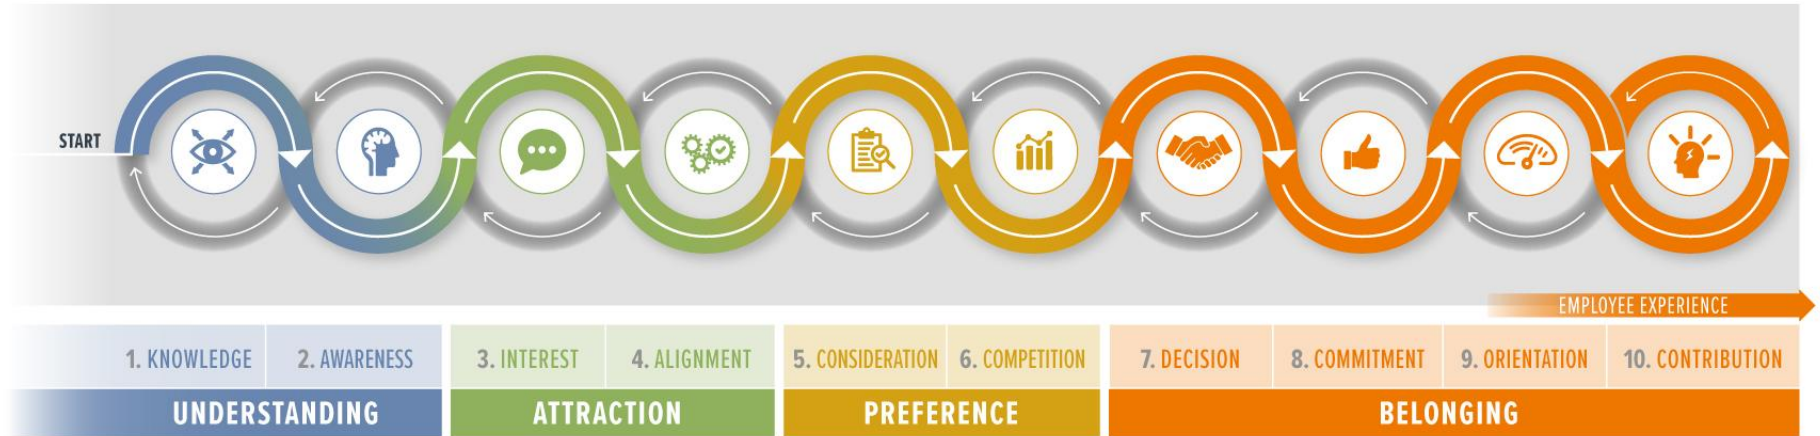 START
EMPLOYEE EXPERIENCE
1. KNOWLEDGE
2. AWARENESS
3. INTEREST
4. ALIGNMENT
5. CONSIDERATION
6. COMPETITION
7. DECISION
8. COMMITMENT
9. ORIENTATION
10. CONTRIBUTION
UNDERSTANDING
ATTRACTION
PREFERENCE
BELONGING